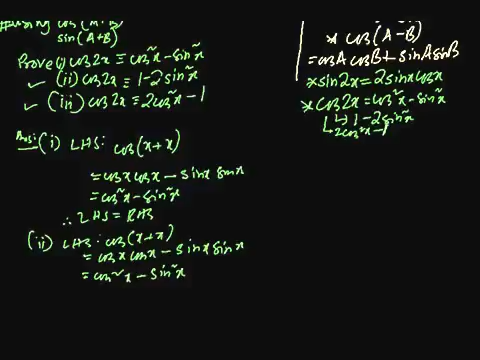 #Using cos(A+B)
sin(A+B)
Prove (i) cos2x ≡ cos²x - sin²x
✓ (ii) cos2x ≡ 1-2sin²x
✓ (iii) cos2x ≡ 2cos²x - 1
Ans: (i) LHS: cos(x+x)
= cosx cosx - sinx sinx
= cos²x - sin²x
∴ LHS = RHS
(ii) LHS: cos(x+x)
= cosx cosx - sinx sinx
= cos²x - sin²x
* cos(A-B)
= cosA cosB + sinA sinB
* sin2x = 2sinx cosx
* cos2x = cos²x - sin²x
↳ 1 - 2sin²x
↳ 2cos²x - 1